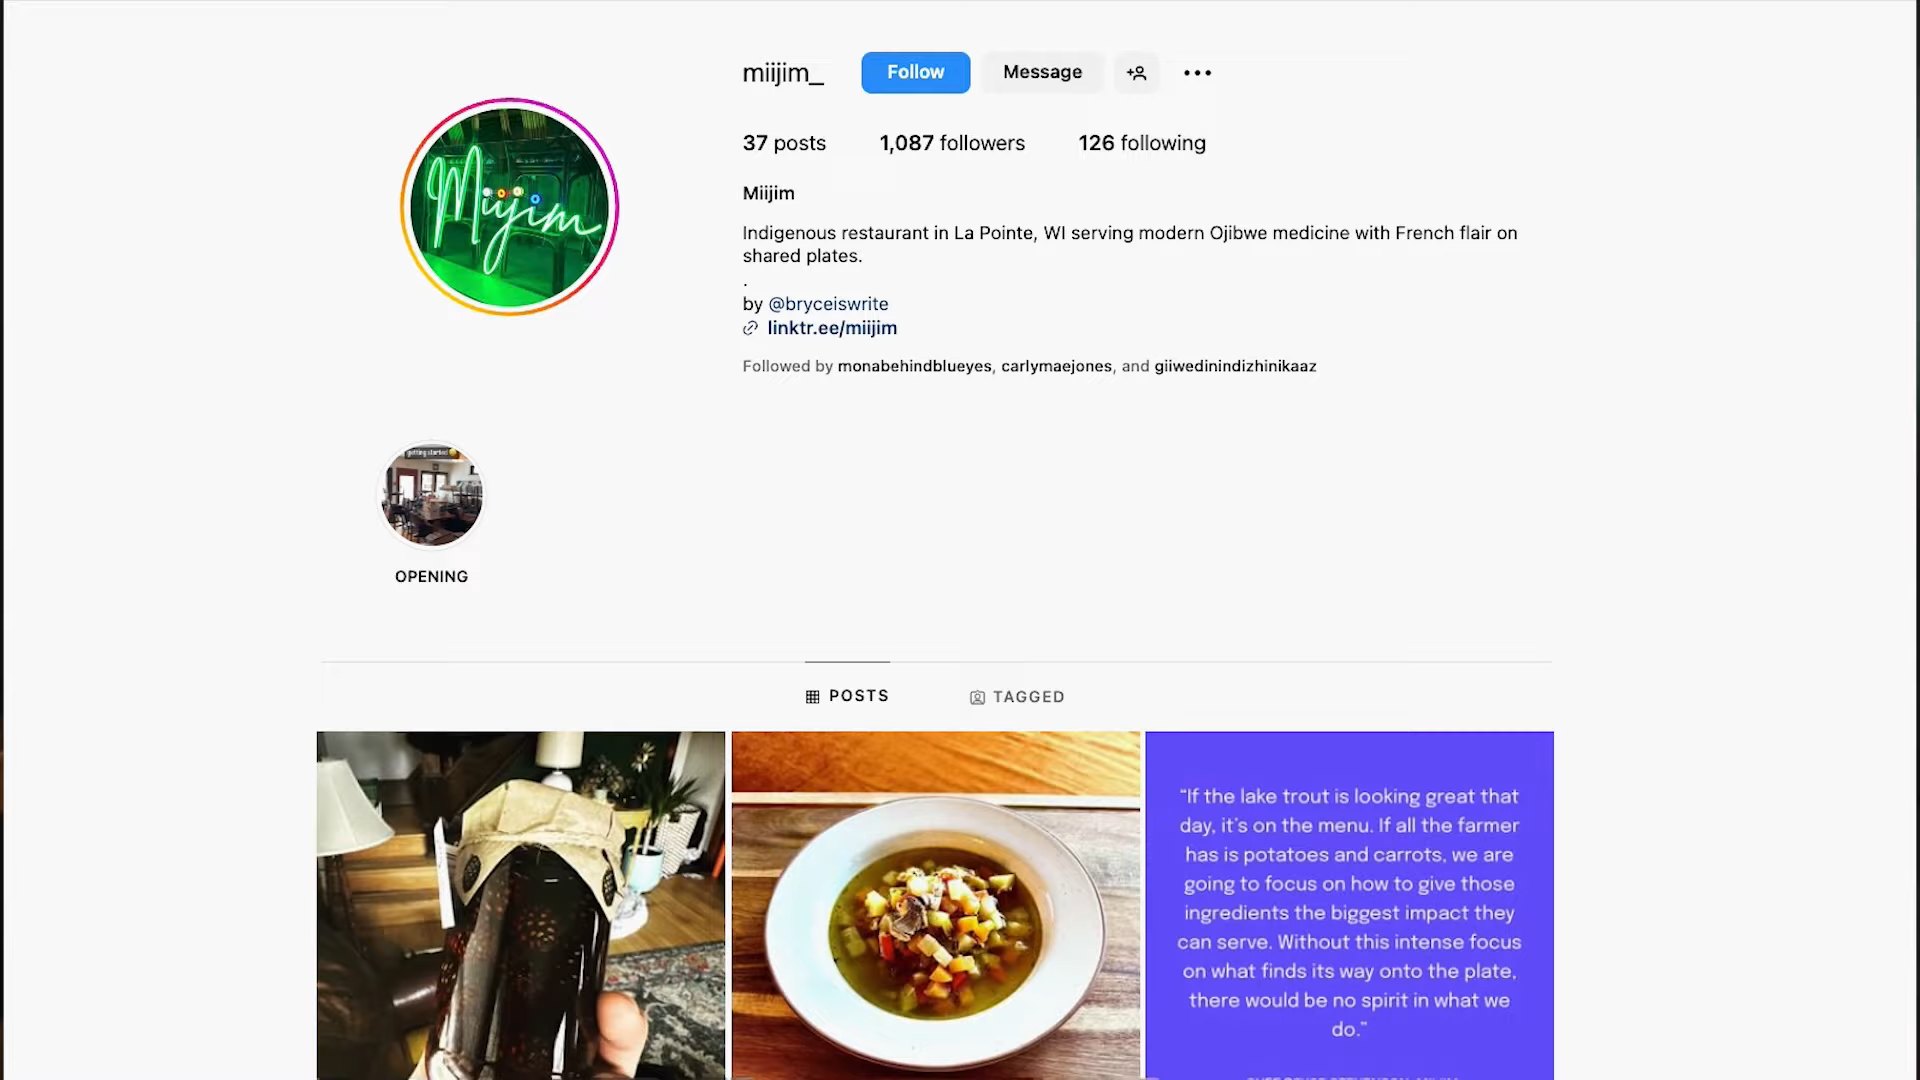 miijim_
Follow
Message
37 posts
1,087 followers
126 following
Miijim
Miijim
Indigenous restaurant in La Pointe, WI serving modern Ojibwe medicine with French flair on
shared plates.
.
by @bryceiswrite
linktr.ee/miijim
Followed by monabehindblueyes, carlymaejones, and giiwedinindizhinikaaz
getting started
OPENING
POSTS
TAGGED
“If the lake trout is looking great that
day, it’s on the menu. If all the farmer
has is potatoes and carrots, we are
going to focus on how to give those
ingredients the biggest impact they
can serve. Without this intense focus
on what finds its way onto the plate,
there would be no spirit in what we
do.”